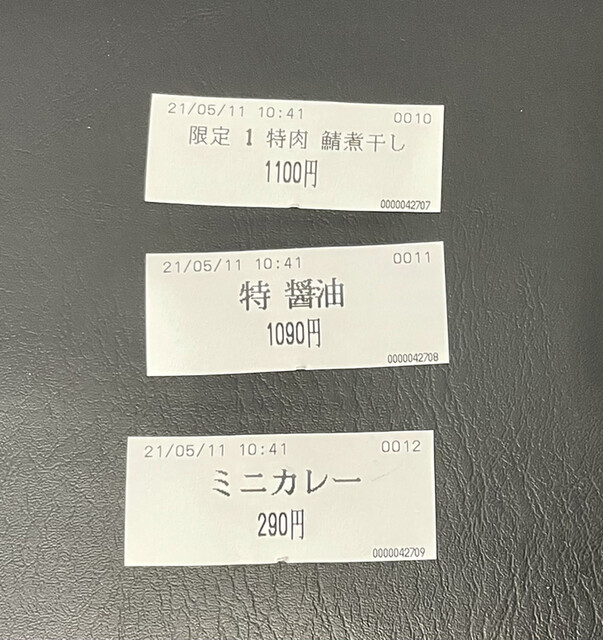 21/05/11 10:41 0010
限定 1 特肉 鯖煮干し
1100円
0000042707
21/05/11 10:41 0011
特 醤油
1090円
0000042708
21/05/11 10:41 0012
ミニカレー
290円
0000042709